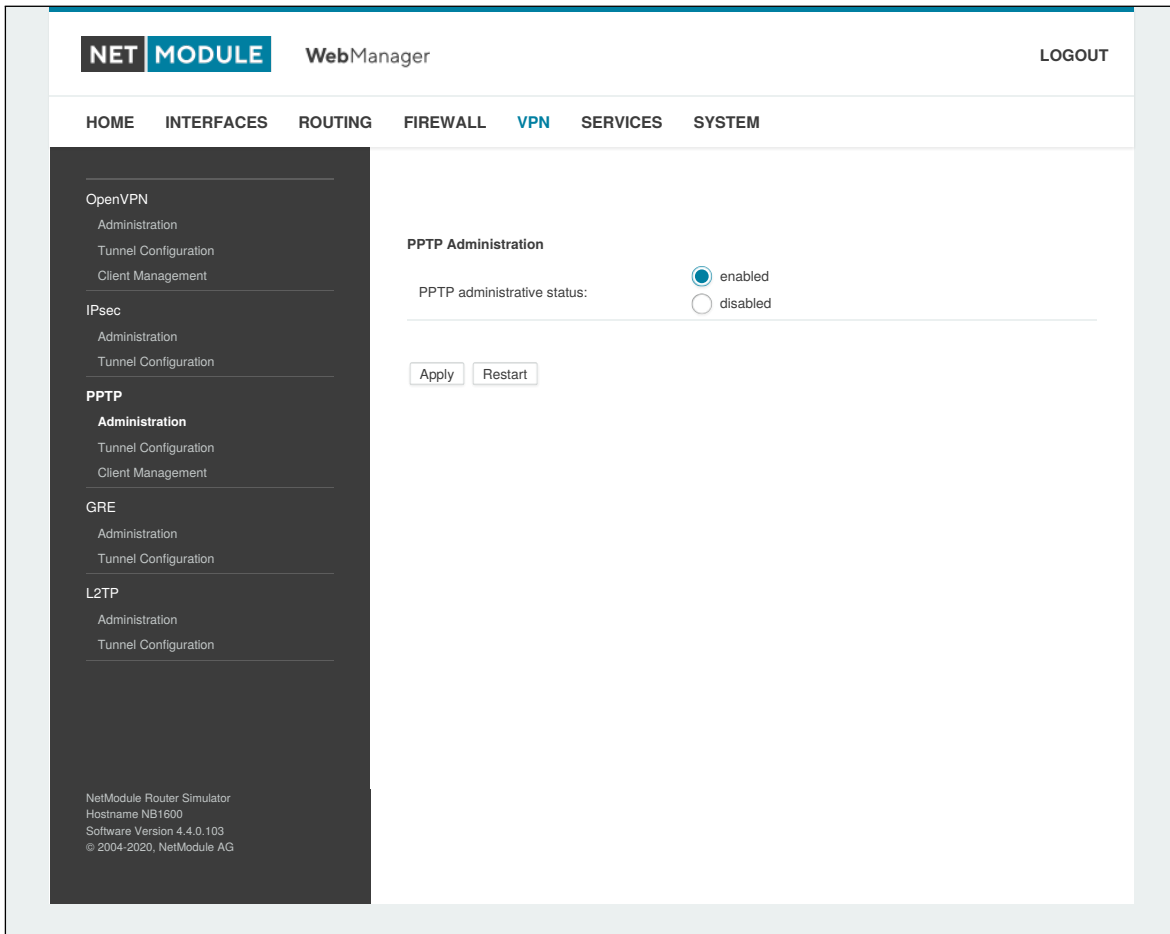 NET MODULE WebManager LOGOUT
HOME INTERFACES ROUTING FIREWALL VPN SERVICES SYSTEM
OpenVPN
Administration
Tunnel Configuration
Client Management
IPsec
Administration
Tunnel Configuration
PPTP
Administration
Tunnel Configuration
Client Management
GRE
Administration
Tunnel Configuration
L2TP
Administration
Tunnel Configuration
NetModule Router Simulator
Hostname NB1600
Software Version 4.4.0.103
© 2004-2020, NetModule AG
PPTP Administration
PPTP administrative status:
enabled
disabled
Apply Restart